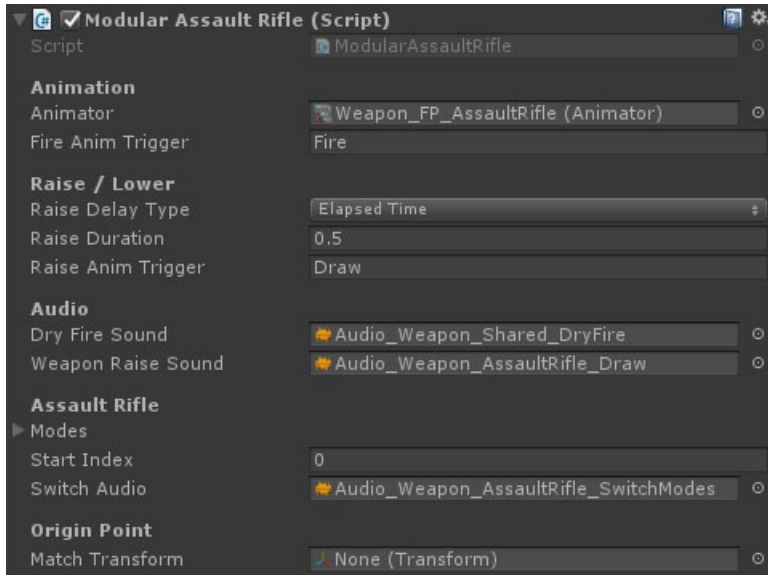 Modular Assault Rifle (Script)
Script ModularAssaultRifle
Animation
Animator Weapon_FP_AssaultRifle (Animator)
Fire Anim Trigger Fire
Raise / Lower
Raise Delay Type Elapsed Time
Raise Duration 0.5
Raise Anim Trigger Draw
Audio
Dry Fire Sound Audio_Weapon_Shared_DryFire
Weapon Raise Sound Audio_Weapon_AssaultRifle_Draw
Assault Rifle
Modes
Start Index 0
Switch Audio Audio_Weapon_AssaultRifle_SwitchModes
Origin Point
Match Transform None (Transform)